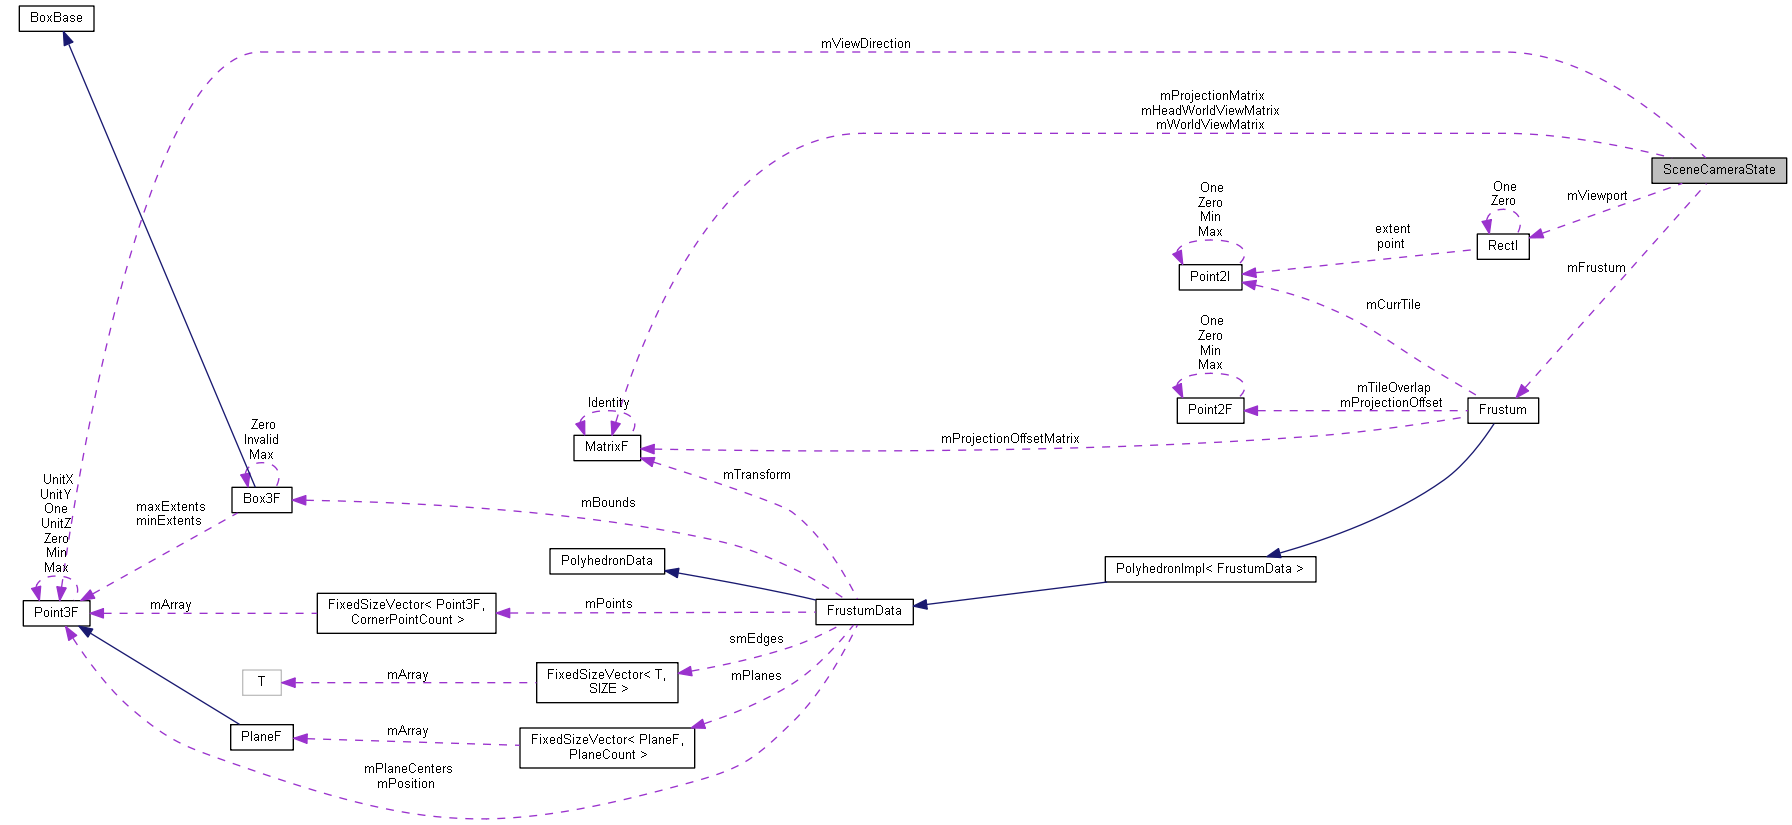 BoxBase
mViewDirection
mProjectionMatrix
mHeadWorldViewMatrix
mWorldViewMatrix
SceneCameraState
One
Zero
mViewport
One
Zero
Min
Max
extent
point
RectI
Point2I
mFrustum
mCurrTile
One
Zero
Min
Max
mTileOverlap
mProjectionOffset
Point2F
Frustum
Identity
MatrixF
mProjectionOffsetMatrix
Zero
Invalid
Max
mTransform
Box3F
mBounds
UnitX
UnitY
One
UnitZ
Zero
Min
Max
maxExtents
minExtents
PolyhedronData
PolyhedronImpl< FrustumData >
Point3F
mArray
FixedSizeVector< Point3F,
CornerPointCount >
mPoints
FrustumData
smEdges
T
mArray
FixedSizeVector< T,
SIZE >
mPlanes
PlaneF
mArray
FixedSizeVector< PlaneF,
PlaneCount >
mPlaneCenters
mPosition